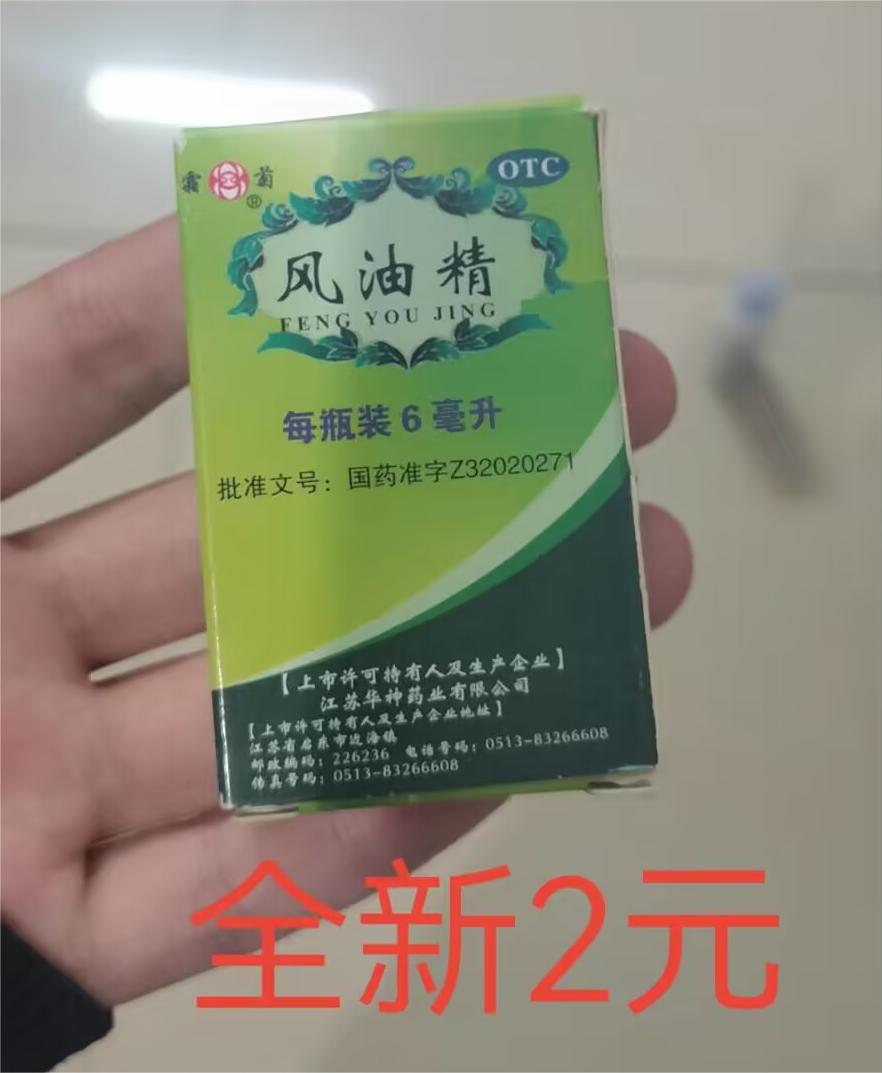 霜菊®
OTC
风油精
FENG YOU JING
每瓶装6毫升
批准文号：国药准字Z32020271
【上市许可持有人及生产企业】
江苏华神药业有限公司
【上市许可持有人及生产企业地址】
江苏省启东市近海镇
邮政编码：226236 电话号码：0513-83266608
传真号码：0513-83266608
全新2元